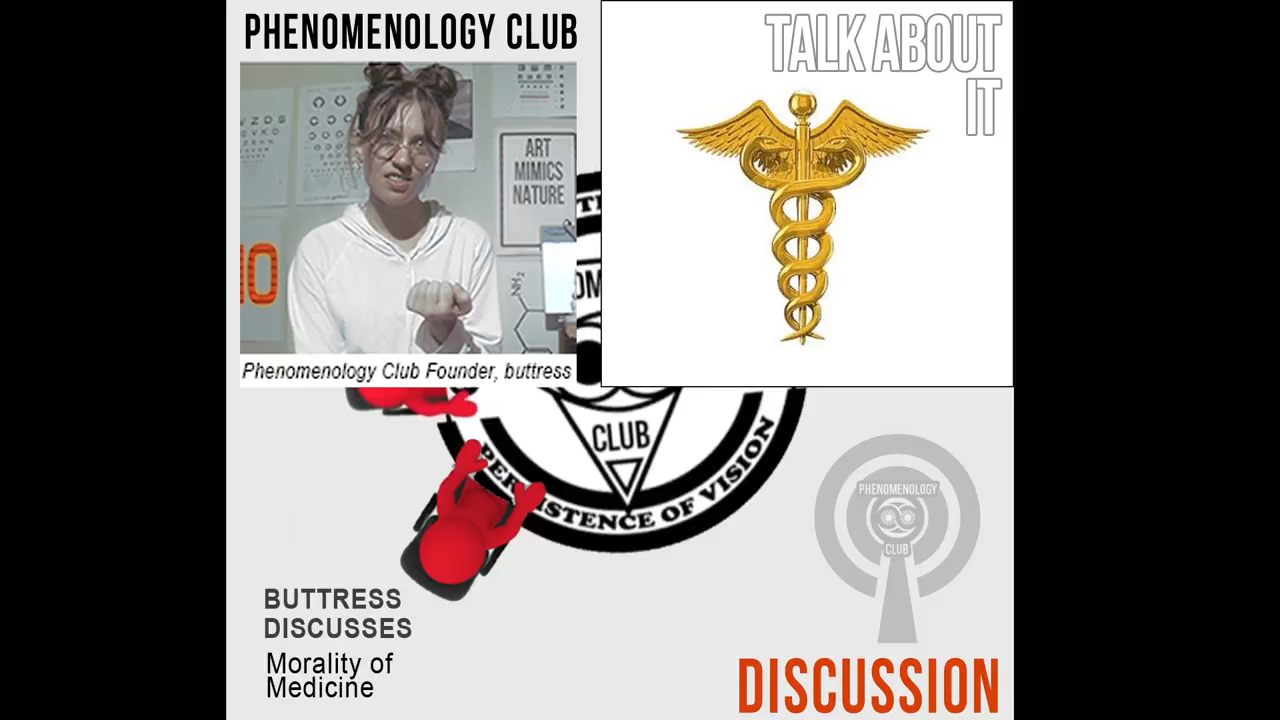 PHENOMENOLOGY CLUB
TALK ABOUT
IT
ART
MIMICS
NATURE
NH2
Phenomenology Club Founder, buttress
CLUB
OF VISION
PHENOMENOLOGY
CLUB
BUTTRESS
DISCUSSES
Morality of
Medicine
DISCUSSION